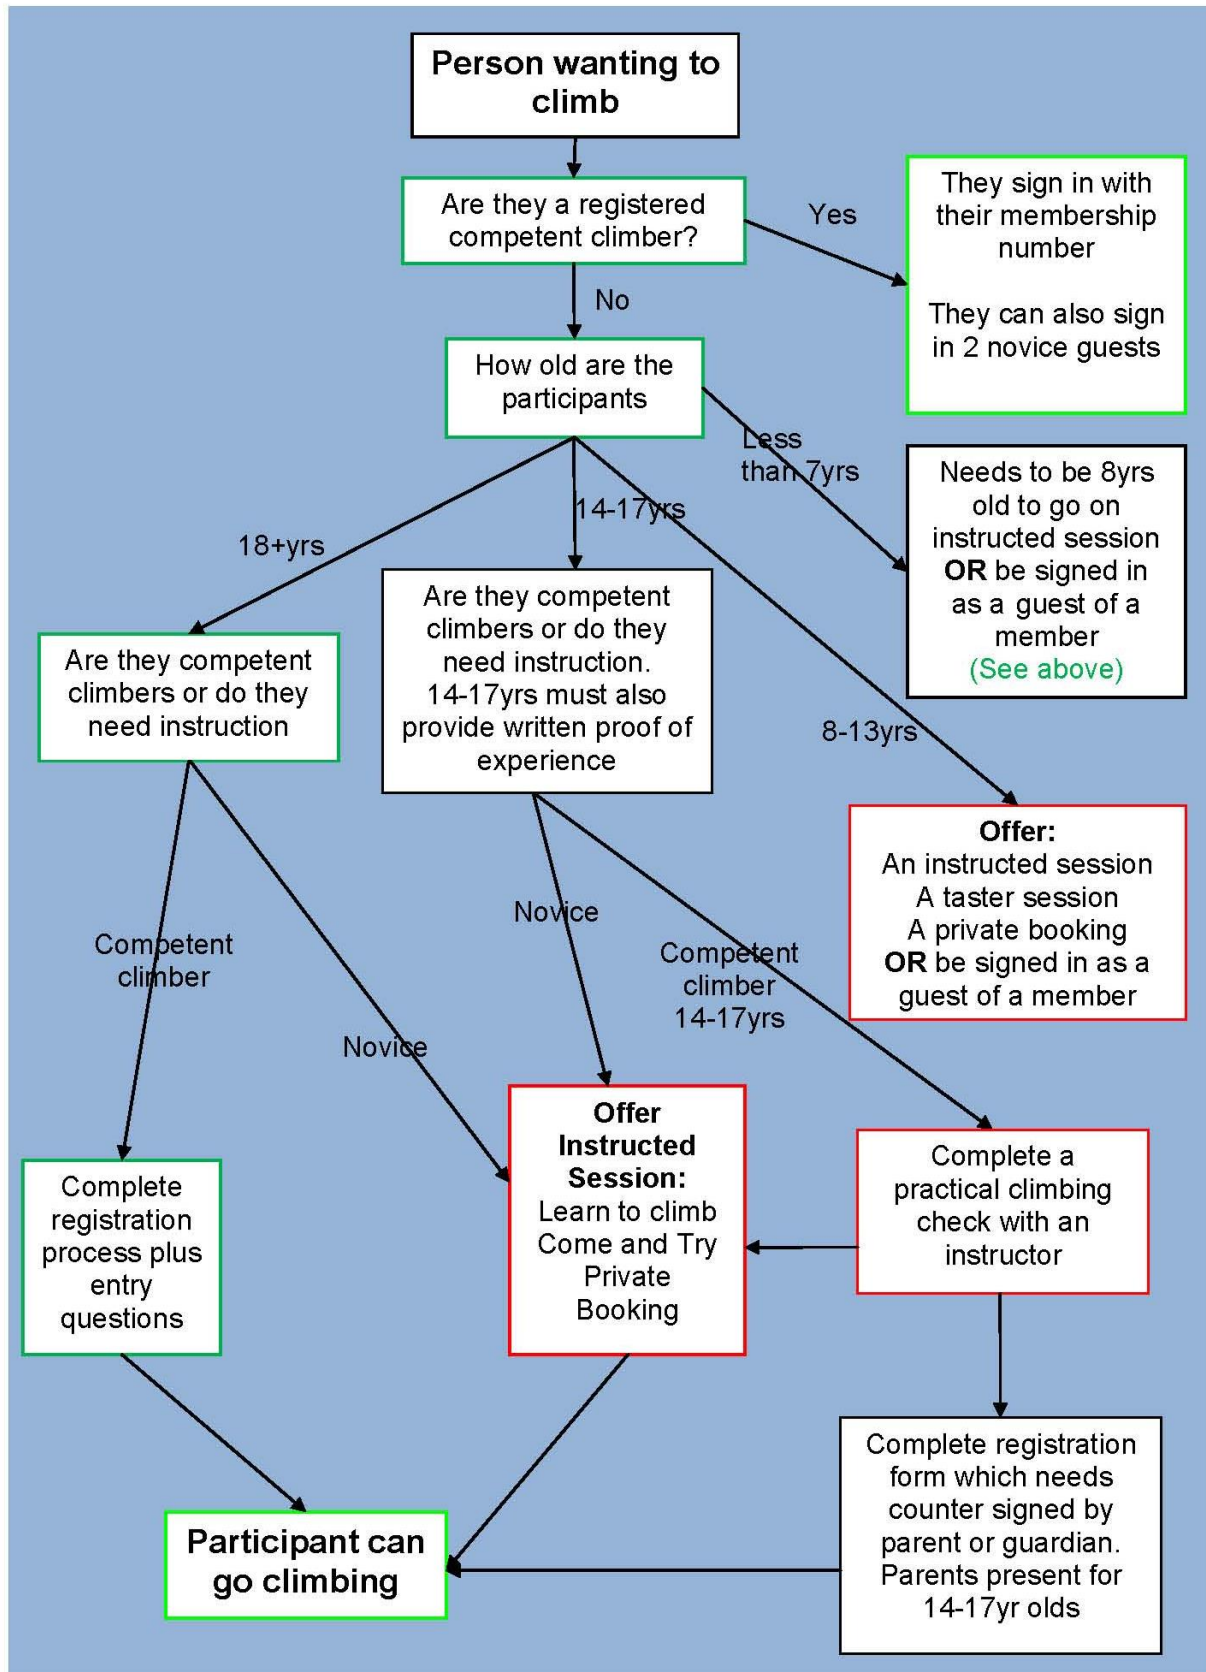 Person wanting to
climb
Are they a registered
competent climber?
Yes
They sign in with
their membership
number
They can also sign
in 2 novice guests
No
How old are the
participants
Less
than 7yrs
Needs to be 8yrs
old to go on
instructed session
OR be signed in
as a guest of a
member
(See above)
14-17yrs
18+yrs
Are they competent
climbers or do they
need instruction.
14-17yrs must also
provide written proof of
experience
Are they competent
climbers or do they
need instruction
8-13yrs
Offer:
An instructed session
A taster session
A private booking
OR be signed in as a
guest of a member
Novice
Competent
climber
Competent
climber
14-17yrs
Novice
Offer
Instructed
Session:
Learn to climb
Come and Try
Private
Booking
Complete a
practical climbing
check with an
instructor
Complete
registration
process plus
entry
questions
Complete registration
form which needs
counter signed by
parent or guardian.
Parents present for
14-17yr olds
Participant can
go climbing